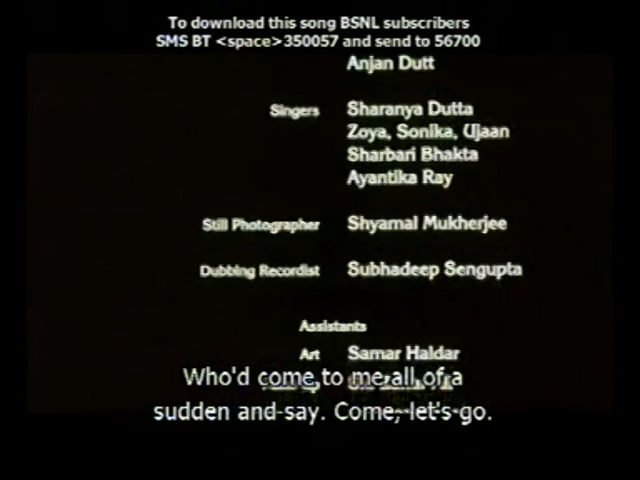 To download this song BSNL subscribers
SMS BT <space>350057 and send to 56700
Anjan Dutt
Singers Sharanya Dutta
Zoya, Sonika, Ujaan
Sharbari Bhakta
Ayantika Ray
Still Photographer Shyamal Mukherjee
Dubbing Recordist Subhadeep Sengupta
Assistants
Art Samar Haldar
Who'd come to me all of a
sudden and say. Come, let's go.